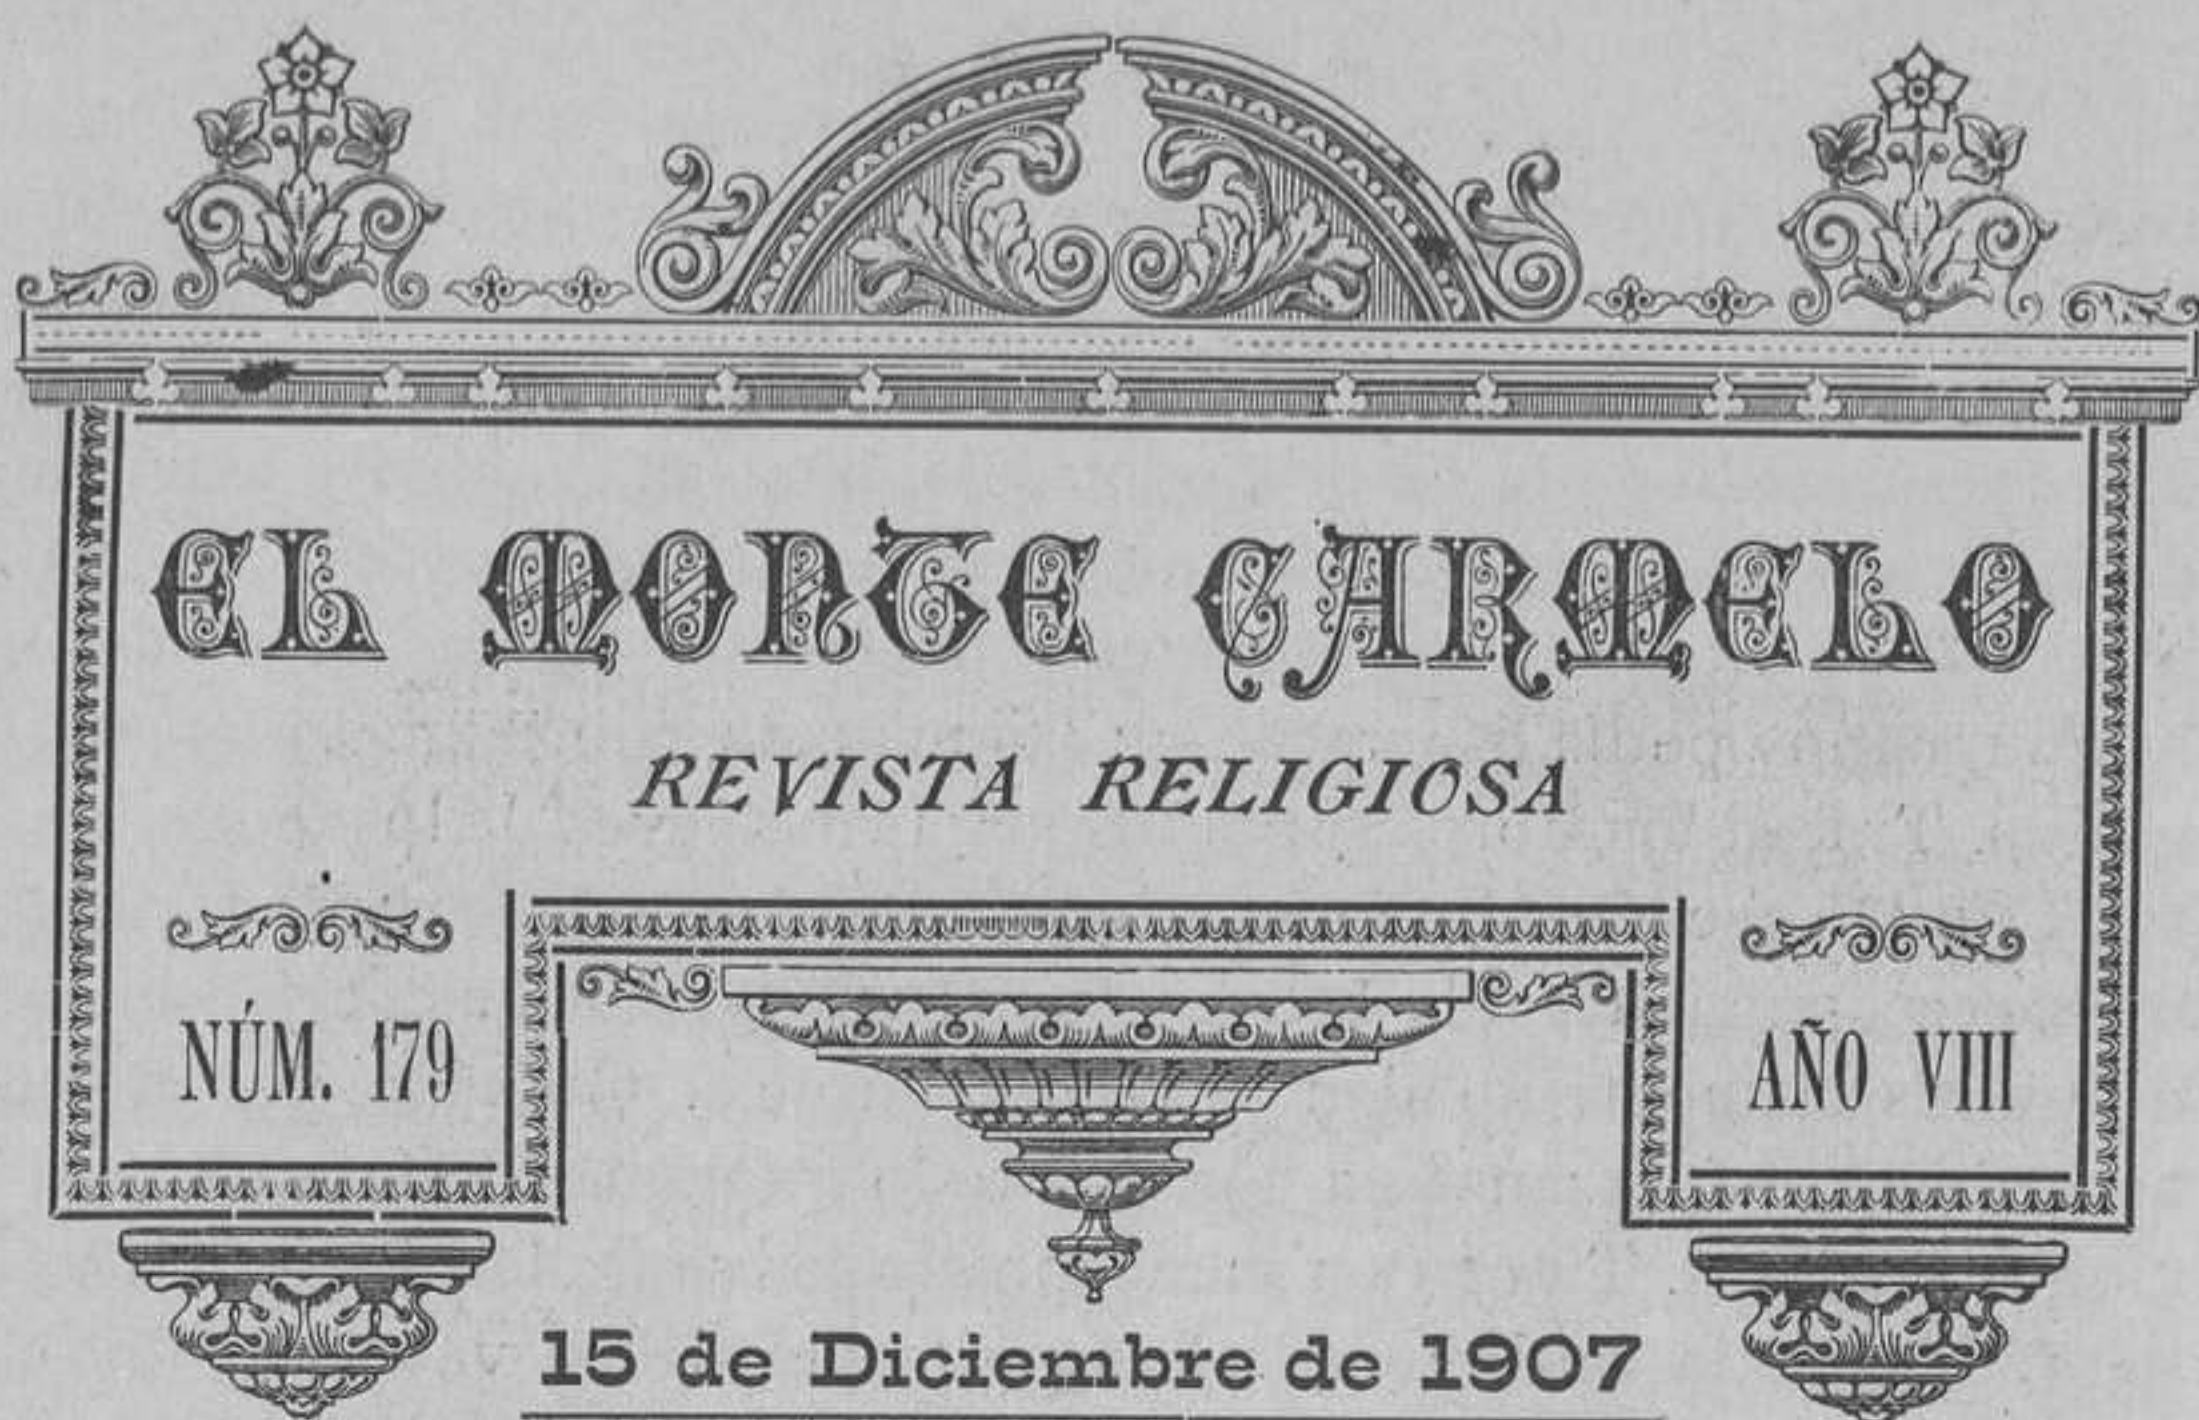 EL MONTE CARMELO
REVISTA RELIGIOSA
NÚM. 179
AÑO VIII
15 de Diciembre de 1907